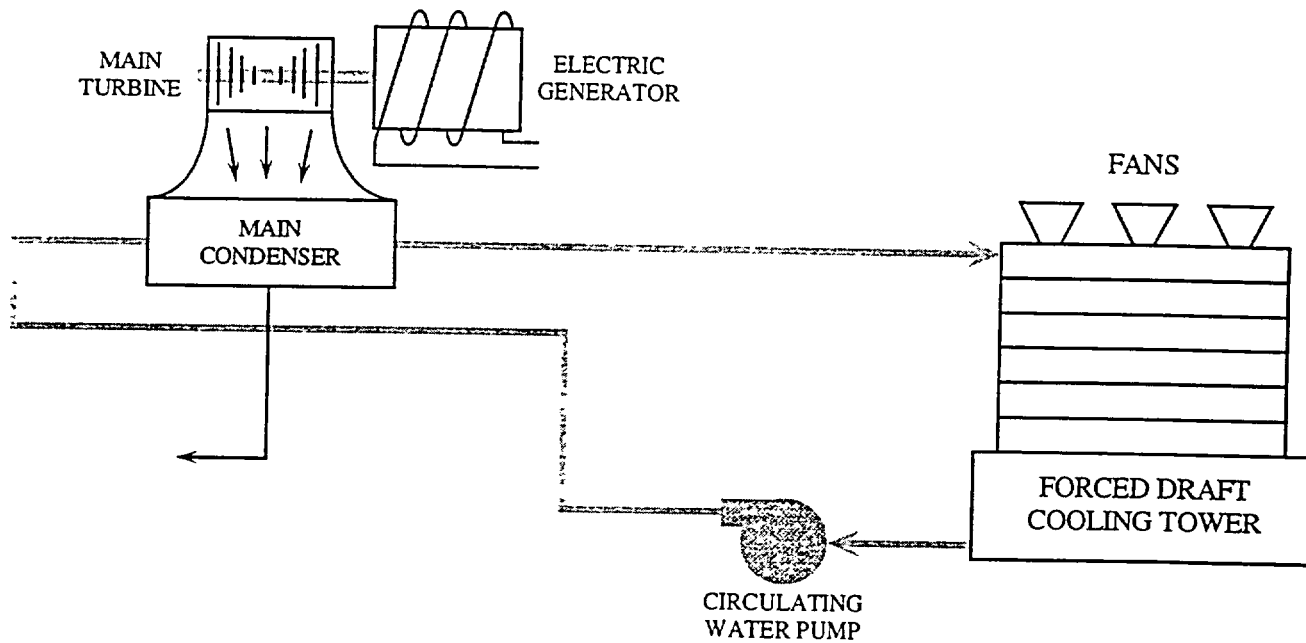 MAIN
TURBINE
ELECTRIC
GENERATOR
FANS
MAIN
CONDENSER
FORCED DRAFT
COOLING TOWER
CIRCULATING
WATER PUMP